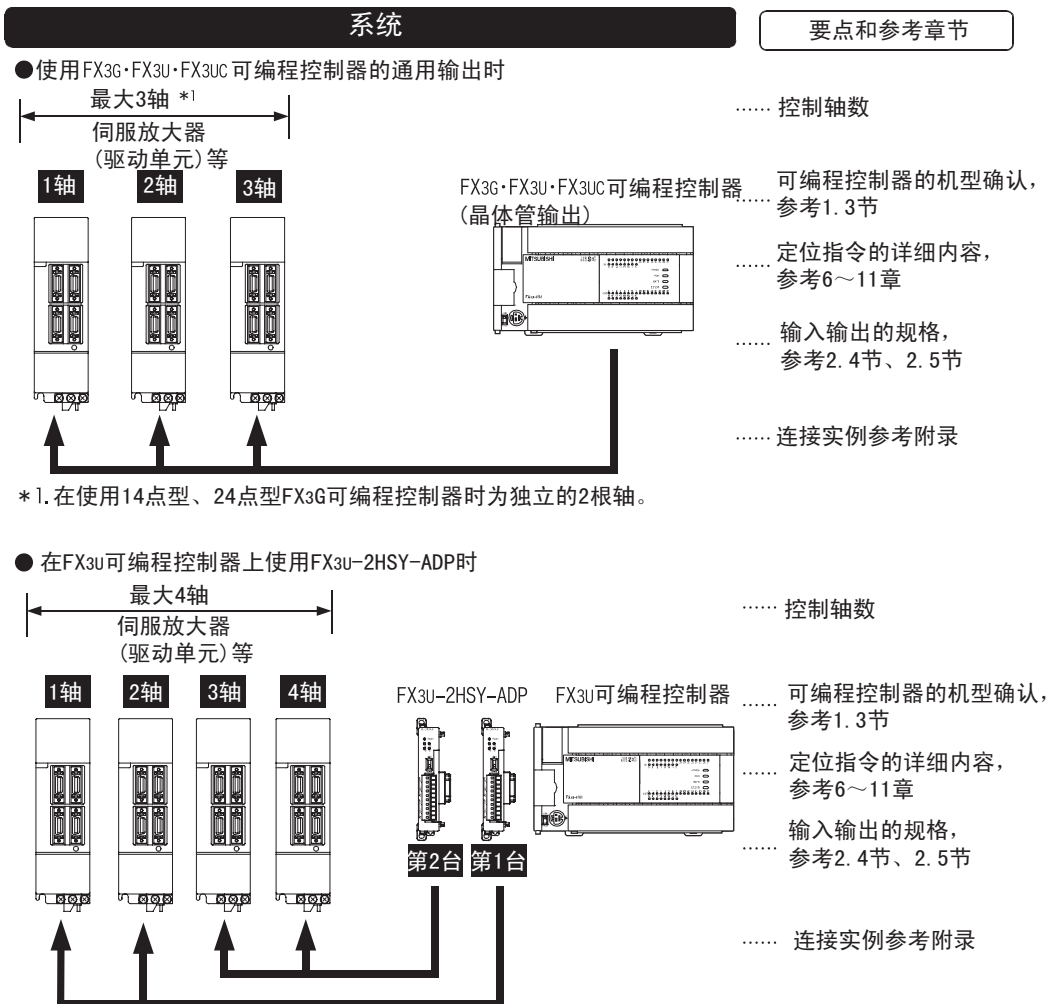 系统
要点和参考章节
●使用FX3G·FX3U·FX3UC可编程控制器的通用输出时
最大3轴 *1
伺服放大器
(驱动单元)等
1轴
2轴
3轴
FX3G·FX3U·FX3UC可编程控制器
(晶体管输出)
MITSUBISHI
…… 控制轴数
…… 可编程控制器的机型确认，
参考1.3节
…… 定位指令的详细内容，
参考6～11章
…… 输入输出的规格，
参考2.4节、2.5节
…… 连接实例参考附录
*1.在使用14点型、24点型FX3G可编程控制器时为独立的2根轴。
● 在FX3U可编程控制器上使用FX3U-2HSY-ADP时
最大4轴
伺服放大器
(驱动单元)等
1轴
2轴
3轴
4轴
FX3U-2HSY-ADP
FX3U可编程控制器
MITSUBISHI
第2台
第1台
…… 控制轴数
…… 可编程控制器的机型确认，
参考1.3节
…… 定位指令的详细内容，
参考6～11章
…… 输入输出的规格，
参考2.4节、2.5节
…… 连接实例参考附录